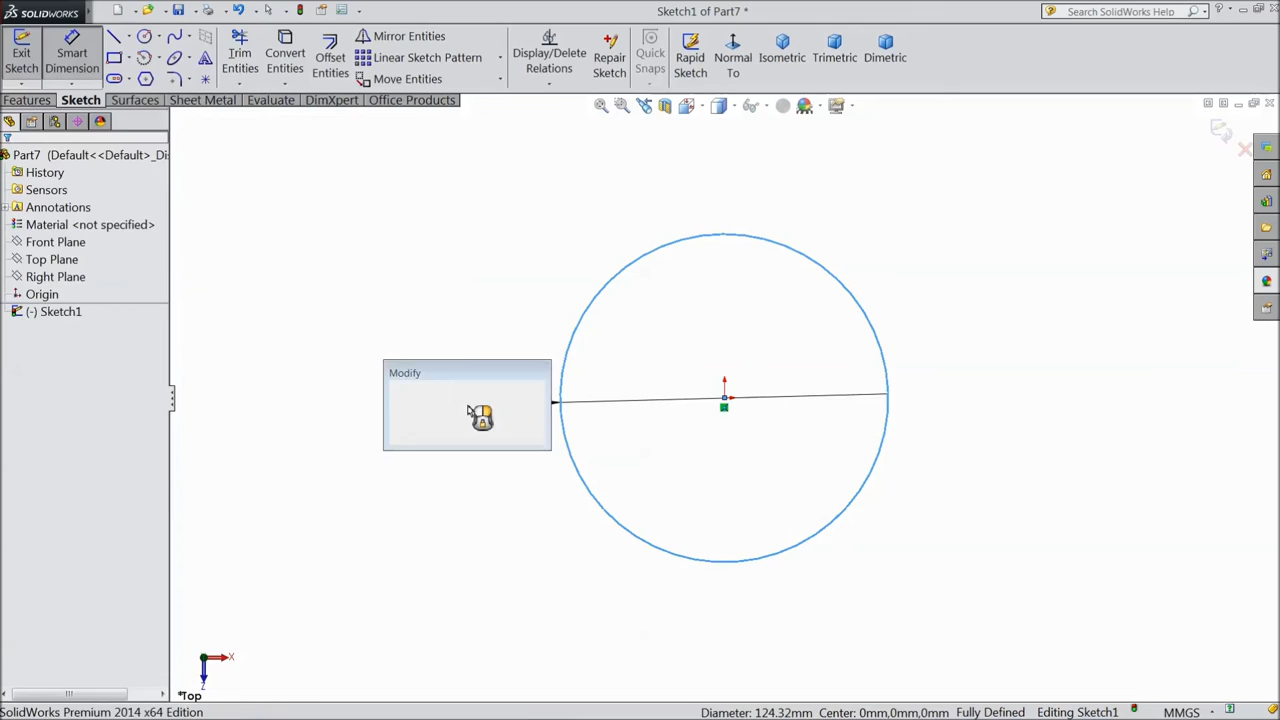 SOLIDWORKS
Sketch1 of Part7 *
Search SolidWorks Help
Exit Sketch
Smart Dimension
Trim Entities
Convert Entities
Offset Entities
Mirror Entities
Linear Sketch Pattern
Move Entities
Display/Delete Relations
Repair Sketch
Quick Snaps
Rapid Sketch
Normal To
Isometric
Trimetric
Dimetric
Features
Sketch
Surfaces
Sheet Metal
Evaluate
DimXpert
Office Products
Part7 (Default<<Default>_Di
History
Sensors
Annotations
Material <not specified>
Front Plane
Top Plane
Right Plane
Origin
(-) Sketch1
Modify
X
Z
*Top
SolidWorks Premium 2014 x64 Edition
Diameter: 124.32mm Center: 0mm,0mm,0mm Fully Defined Editing Sketch1 MMGS